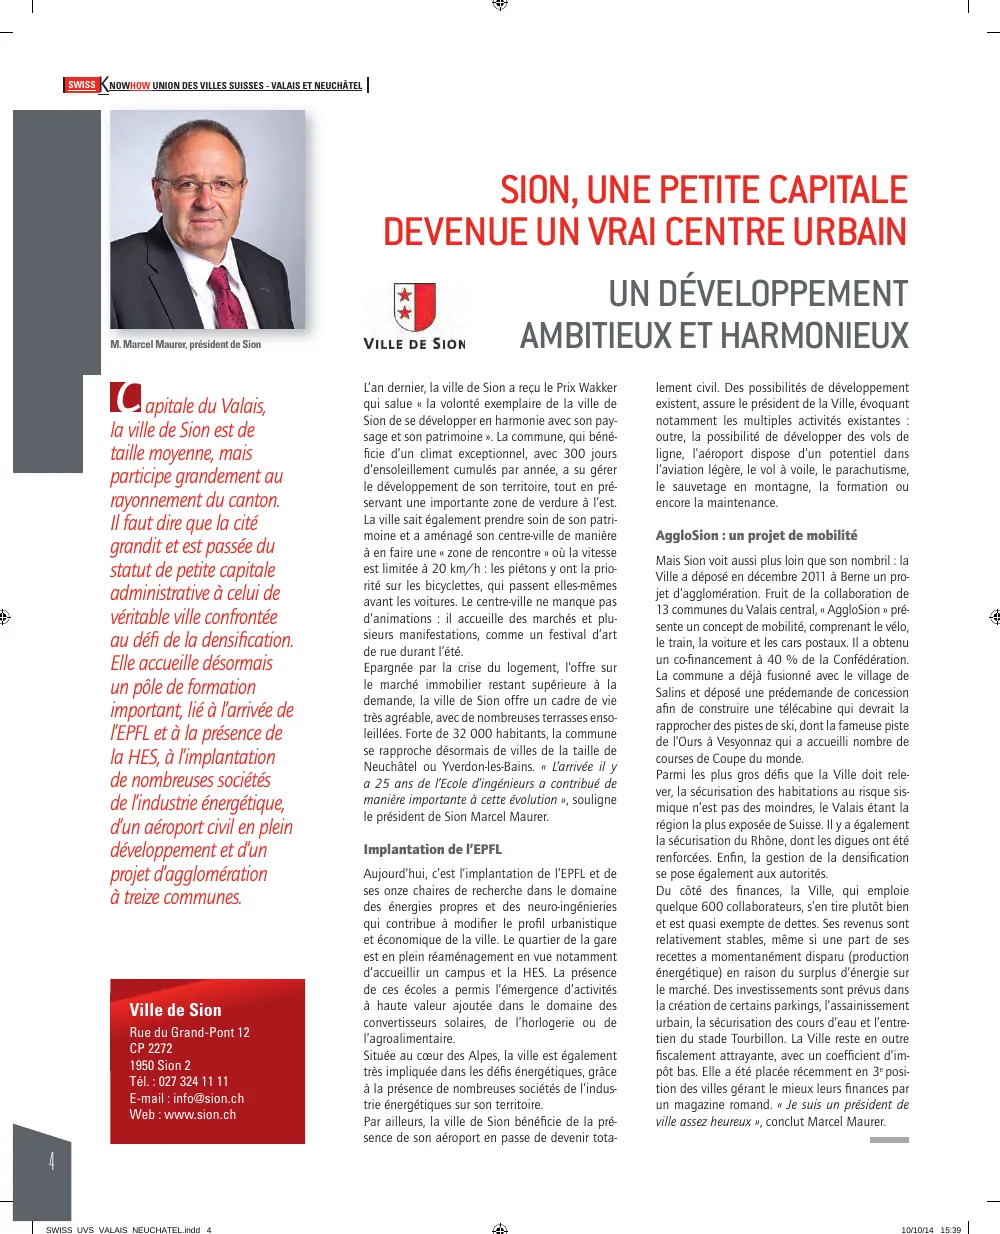 SWISS KNOWHOW UNION DES VILLES SUISSES - VALAIS ET NEUCHÂTEL
M. Marcel Maurer, président de Sion
SION, UNE PETITE CAPITALE
DEVENUE UN VRAI CENTRE URBAIN
UN DÉVELOPPEMENT
AMBITIEUX ET HARMONIEUX
VILLE DE SION
Capitale du Valais,
la ville de Sion est de
taille moyenne, mais
participe grandement au
rayonnement du canton.
Il faut dire que la cité
grandit et est passée du
statut de petite capitale
administrative à celui de
véritable ville confrontée
au défi de la densification.
Elle accueille désormais
un pôle de formation
important, lié à l'arrivée de
l'EPFL et à la présence de
la HES, à l'implantation
de nombreuses sociétés
de l'industrie énergétique,
d'un aéroport civil en plein
développement et d'un
projet d'agglomération
à treize communes.
Ville de Sion
Rue du Grand-Pont 12
CP 2272
1950 Sion 2
Tél. : 027 324 11 11
E-mail : info@sion.ch
Web : www.sion.ch
L'an dernier, la ville de Sion a reçu le Prix Wakker
qui salue « la volonté exemplaire de la ville de
Sion de se développer en harmonie avec son pay-
sage et son patrimoine ». La commune, qui béné-
ficie d'un climat exceptionnel, avec 300 jours
d'ensoleillement cumulés par année, a su gérer
le développement de son territoire, tout en pré-
servant une importante zone de verdure à l'est.
La ville sait également prendre soin de son patri-
moine et a aménagé son centre-ville de manière
à en faire une « zone de rencontre » où la vitesse
est limitée à 20 km/h : les piétons y ont la prio-
rité sur les bicyclettes, qui passent elles-mêmes
avant les voitures. Le centre-ville ne manque pas
d'animations : il accueille des marchés et plu-
sieurs manifestations, comme un festival d'art
de rue durant l'été.
Epargnée par la crise du logement, l'offre sur
le marché immobilier restant supérieure à la
demande, la ville de Sion offre un cadre de vie
très agréable, avec de nombreuses terrasses enso-
leillées. Forte de 32 000 habitants, la commune
se rapproche désormais de villes de la taille de
Neuchâtel ou Yverdon-les-Bains. « L'arrivée il y
a 25 ans de l'Ecole d'ingénieurs a contribué de
manière importante à cette évolution », souligne
le président de Sion Marcel Maurer.
Implantation de l'EPFL
Aujourd'hui, c'est l'implantation de l'EPFL et de
ses onze chaires de recherche dans le domaine
des énergies propres et des neuro-ingénieries
qui contribue à modifier le profil urbanistique
et économique de la ville. Le quartier de la gare
est en plein réaménagement en vue notamment
d'accueillir un campus et la HES. La présence
de ces écoles a permis l'émergence d'activités
à haute valeur ajoutée dans le domaine des
convertisseurs solaires, de l'horlogerie ou de
l'agroalimentaire.
Située au cœur des Alpes, la ville est également
très impliquée dans les défis énergétiques, grâce
à la présence de nombreuses sociétés de l'indus-
trie énergétiques sur son territoire.
Par ailleurs, la ville de Sion bénéficie de la pré-
sence de son aéroport en passe de devenir tota-
lement civil. Des possibilités de développement
existent, assure le président de la Ville, évoquant
notamment les multiples activités existantes :
outre, la possibilité de développer des vols de
ligne, l'aéroport dispose d'un potentiel dans
l'aviation légère, le vol à voile, le parachutisme,
le sauvetage en montagne, la formation ou
encore la maintenance.
AggloSion : un projet de mobilité
Mais Sion voit aussi plus loin que son nombril : la
Ville a déposé en décembre 2011 à Berne un pro-
jet d'agglomération. Fruit de la collaboration de
13 communes du Valais central, « AggloSion » pré-
sente un concept de mobilité, comprenant le vélo,
le train, la voiture et les cars postaux. Il a obtenu
un co-financement à 40 % de la Confédération.
La commune a déjà fusionné avec le village de
Salins et déposé une prédemande de concession
afin de construire une télécabine qui devrait la
rapprocher des pistes de ski, dont la fameuse piste
de l'Ours à Veysonnaz qui a accueilli nombre de
courses de Coupe du monde.
Parmi les plus gros défis que la Ville doit rele-
ver, la sécurisation des habitations au risque sis-
mique n'est pas des moindres, le Valais étant la
région la plus exposée de Suisse. Il y a également
la sécurisation du Rhône, dont les digues ont été
renforcées. Enfin, la gestion de la densification
se pose également aux autorités.
Du côté des finances, la Ville, qui emploie
quelque 600 collaborateurs, s'en tire plutôt bien
et est quasi exempte de dettes. Ses revenus sont
relativement stables, même si une part de ses
recettes a momentanément disparu (production
énergétique) en raison du surplus d'énergie sur
le marché. Des investissements sont prévus dans
la création de certains parkings, l'assainissement
urbain, la sécurisation des cours d'eau et l'entre-
tien du stade Tourbillon. La Ville reste en outre
fiscalement attrayante, avec un coefficient d'im-
pôt bas. Elle a été placée récemment en 3e posi-
tion des villes gérant le mieux leurs finances par
un magazine romand. « Je suis un président de
ville assez heureux », conclut Marcel Maurer.
4
SWISS_UVS_VALAIS_NEUCHATEL.indd 4
10/10/14 15:39